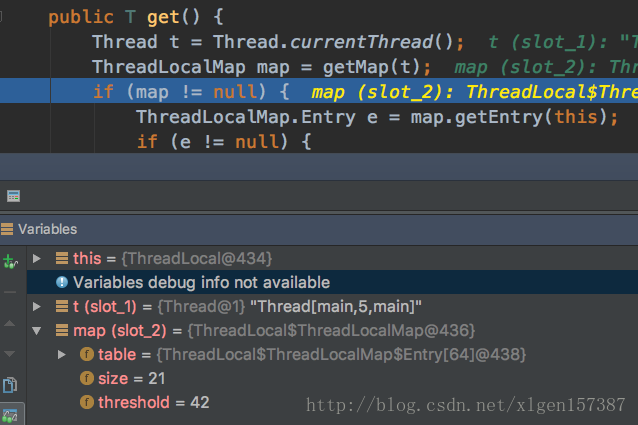 public T get() {
Thread t = Thread.currentThread();  t (slot_1): "T
ThreadLocalMap map = getMap(t);  map (slot_2): Thr
if (map != null) {  map (slot_2): ThreadLocal$Thre
ThreadLocalMap.Entry e = map.getEntry(this);
if (e != null) {
Variables
this = {ThreadLocal@434}
Variables debug info not available
t (slot_1) = {Thread@1} "Thread[main,5,main]"
map (slot_2) = {ThreadLocal$ThreadLocalMap@436}
f table = {ThreadLocal$ThreadLocalMap$Entry[64]@438}
f size = 21
f threshold = 42
http://blog.csdn.net/xlgen157387